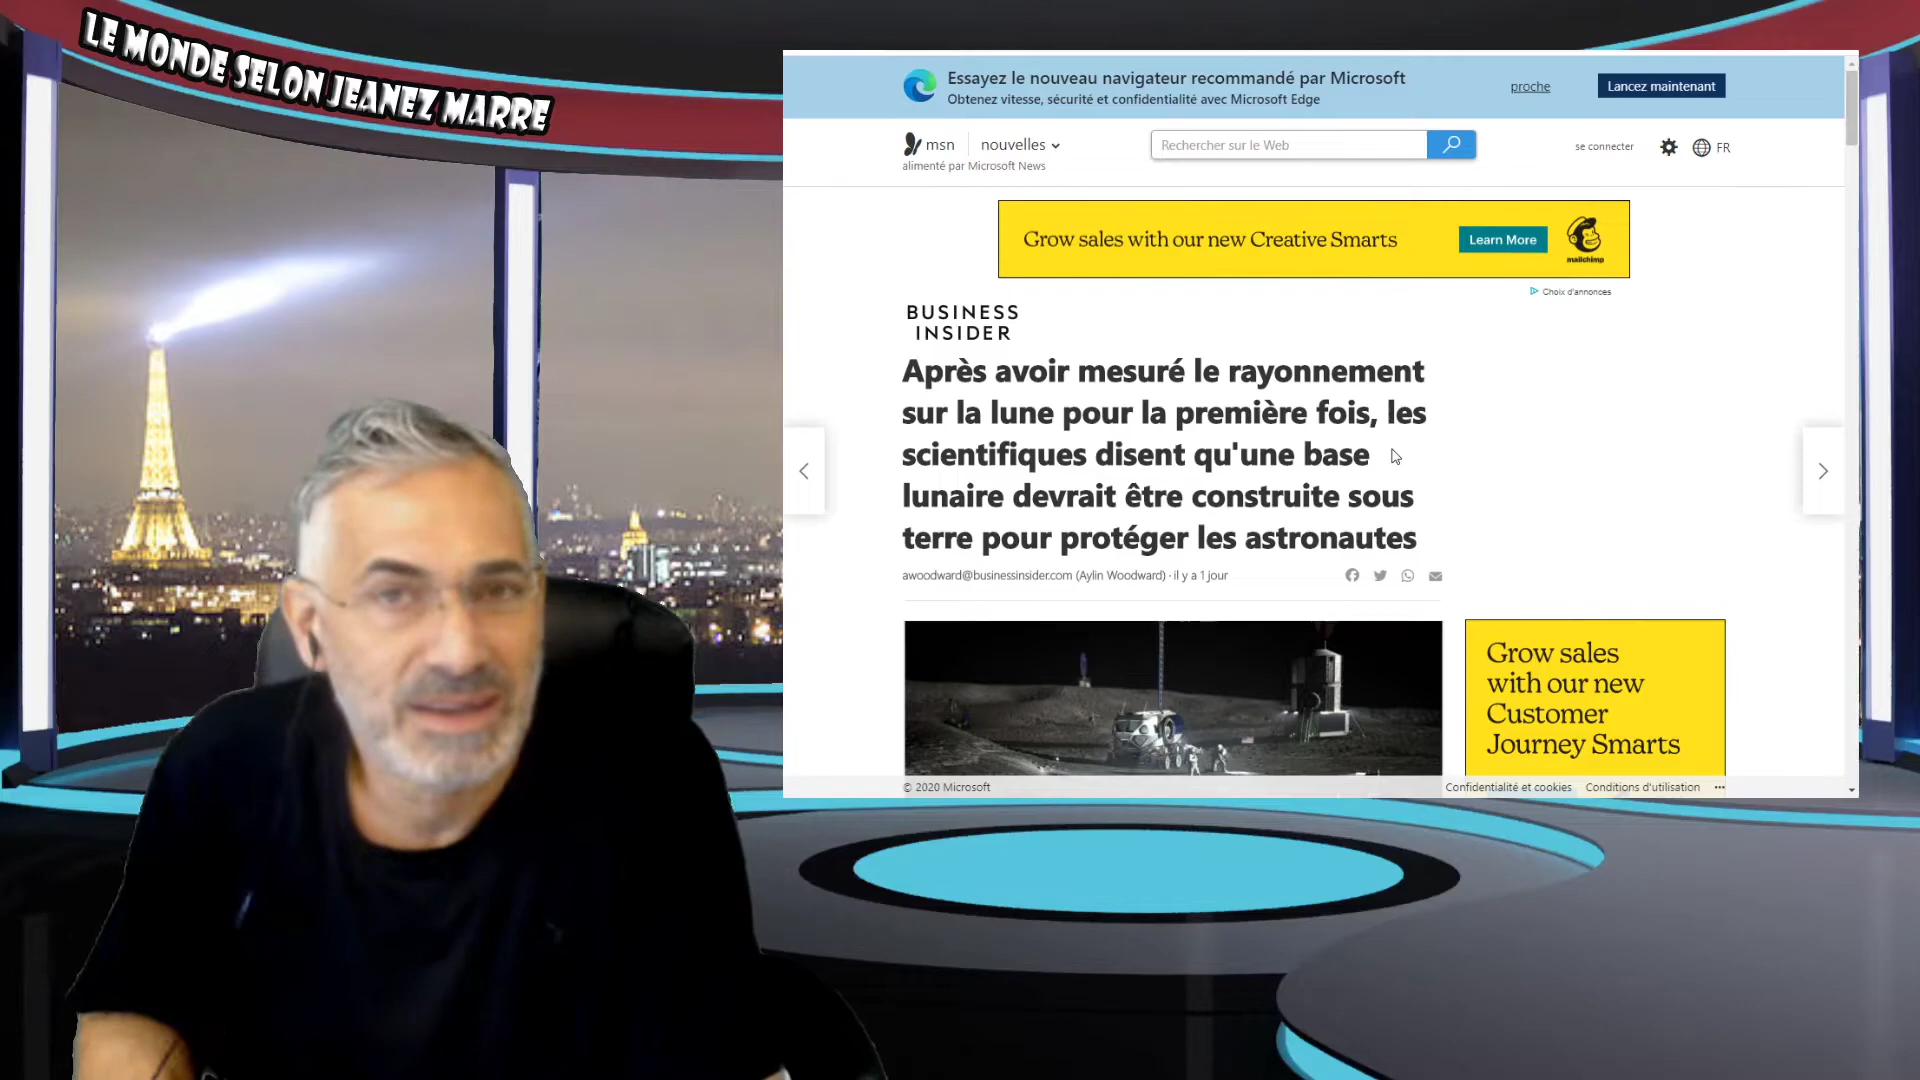 LE MONDE SELON JEANEZ MARRE
Essayez le nouveau navigateur recommandé par Microsoft
Obtenez vitesse, sécurité et confidentialité avec Microsoft Edge
proche
Lancez maintenant
msn
nouvelles
alimenté par Microsoft News
Rechercher sur le Web
se connecter
FR
Grow sales with our new Creative Smarts
Learn More
mailchimp
Choix d'annonces
BUSINESS
INSIDER
Après avoir mesuré le rayonnement
sur la lune pour la première fois, les
scientifiques disent qu'une base
lunaire devrait être construite sous
terre pour protéger les astronautes
awoodward@businessinsider.com (Aylin Woodward) · il y a 1 jour
Grow sales
with our new
Customer
Journey Smarts
© 2020 Microsoft
Confidentialité et cookies
Conditions d'utilisation